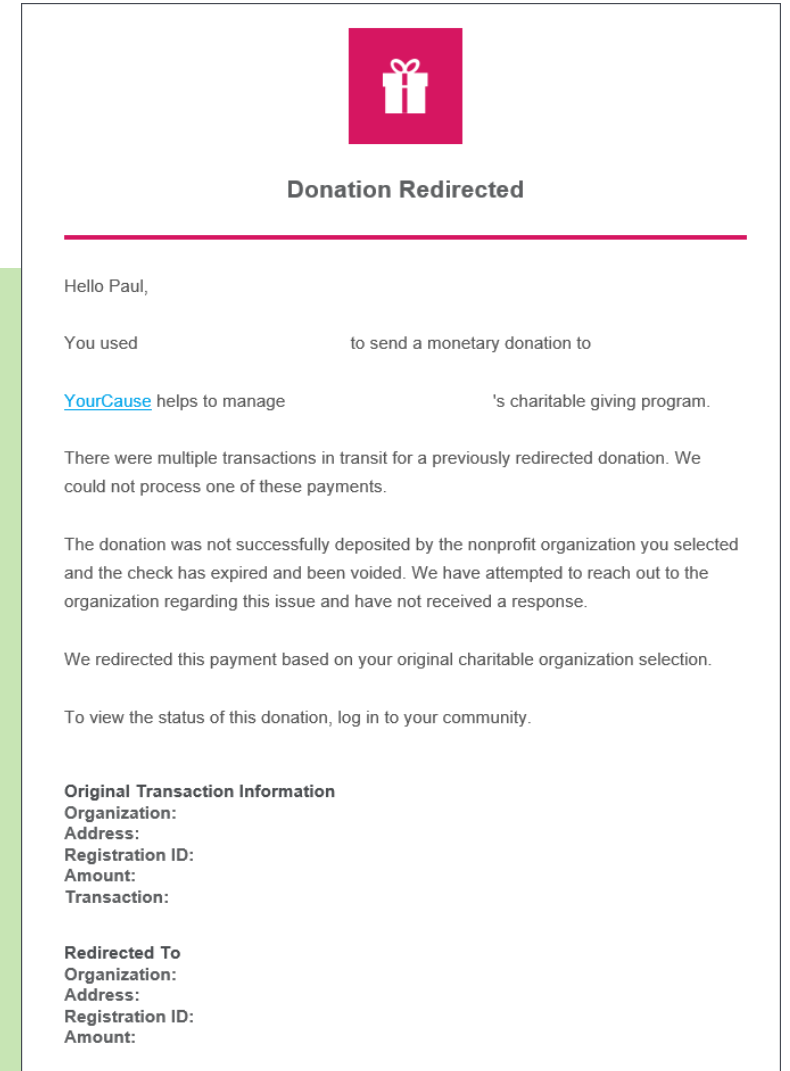 Donation Redirected
Hello Paul,
You used to send a monetary donation to
YourCause helps to manage 's charitable giving program.
There were multiple transactions in transit for a previously redirected donation. We
could not process one of these payments.
The donation was not successfully deposited by the nonprofit organization you selected
and the check has expired and been voided. We have attempted to reach out to the
organization regarding this issue and have not received a response.
We redirected this payment based on your original charitable organization selection.
To view the status of this donation, log in to your community.
Original Transaction Information
Organization:
Address:
Registration ID:
Amount:
Transaction:
Redirected To
Organization:
Address:
Registration ID:
Amount: